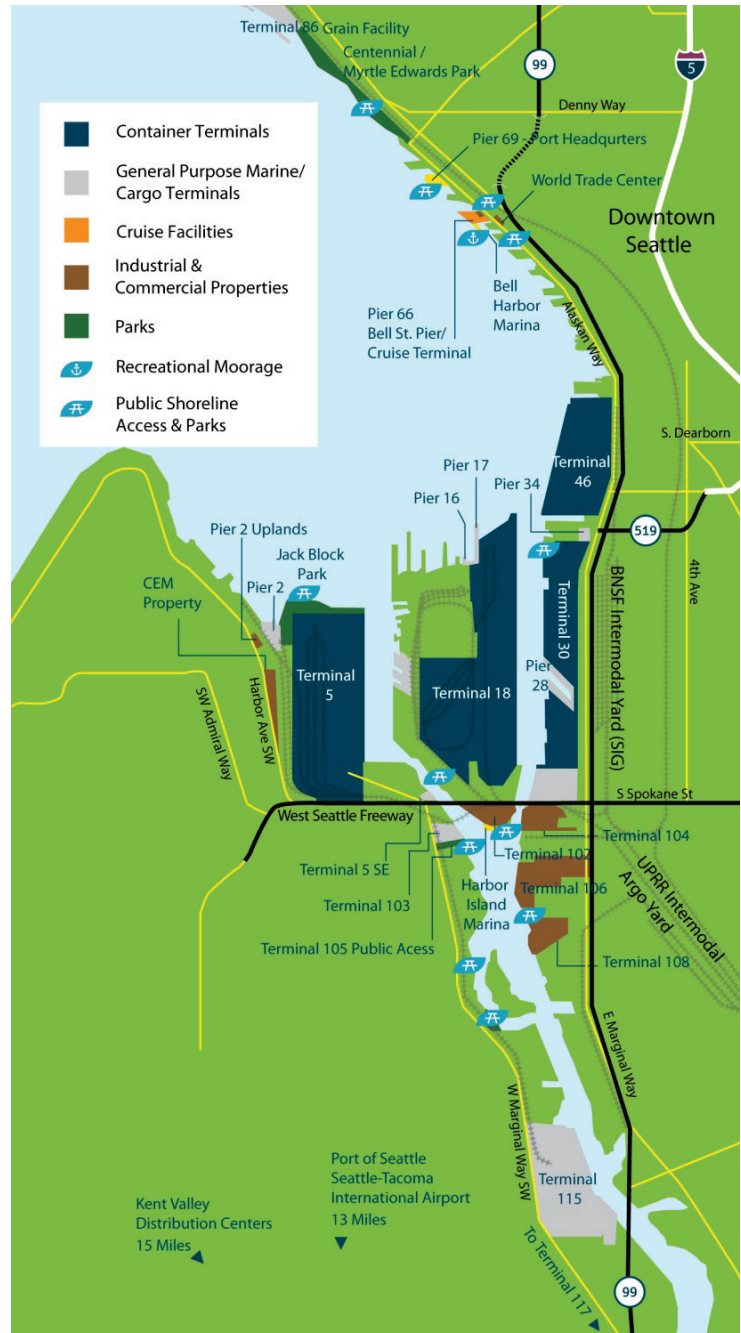 Terminal 86 Grain Facility
Centennial /
Myrtle Edwards Park
99
5
Denny Way
Container Terminals
General Purpose Marine/
Cargo Terminals
Cruise Facilities
Industrial &
Commercial Properties
Parks
Recreational Moorage
Public Shoreline
Access & Parks
Pier 69 - Port Headqurters
World Trade Center
Downtown
Seattle
Bell
Harbor
Marina
Pier 66
Bell St. Pier/
Cruise Terminal
Alaskan Way
S. Dearborn
Terminal
46
Pier 17
Pier 16
Pier 34
519
4th Ave
Pier 2 Uplands
Jack Block
Park
CEM
Property
Pier 2
Terminal 30
BNSF Intermodal Yard (SIG)
Terminal
5
Terminal 18
Pier
28
SW Admiral Way
Harbor Ave SW
S Spokane St
West Seattle Freeway
Terminal 5 SE
Terminal 102
Terminal 104
Terminal 103
Harbor
Island
Marina
Terminal 106
UPRR Intermodal
Argo Yard
Terminal 105 Public Acess
Terminal 108
E Marginal Way
W Marginal Way SW
Terminal
115
Port of Seattle
Seattle-Tacoma
International Airport
13 Miles
Kent Valley
Distribution Centers
15 Miles
To Terminal 117
99